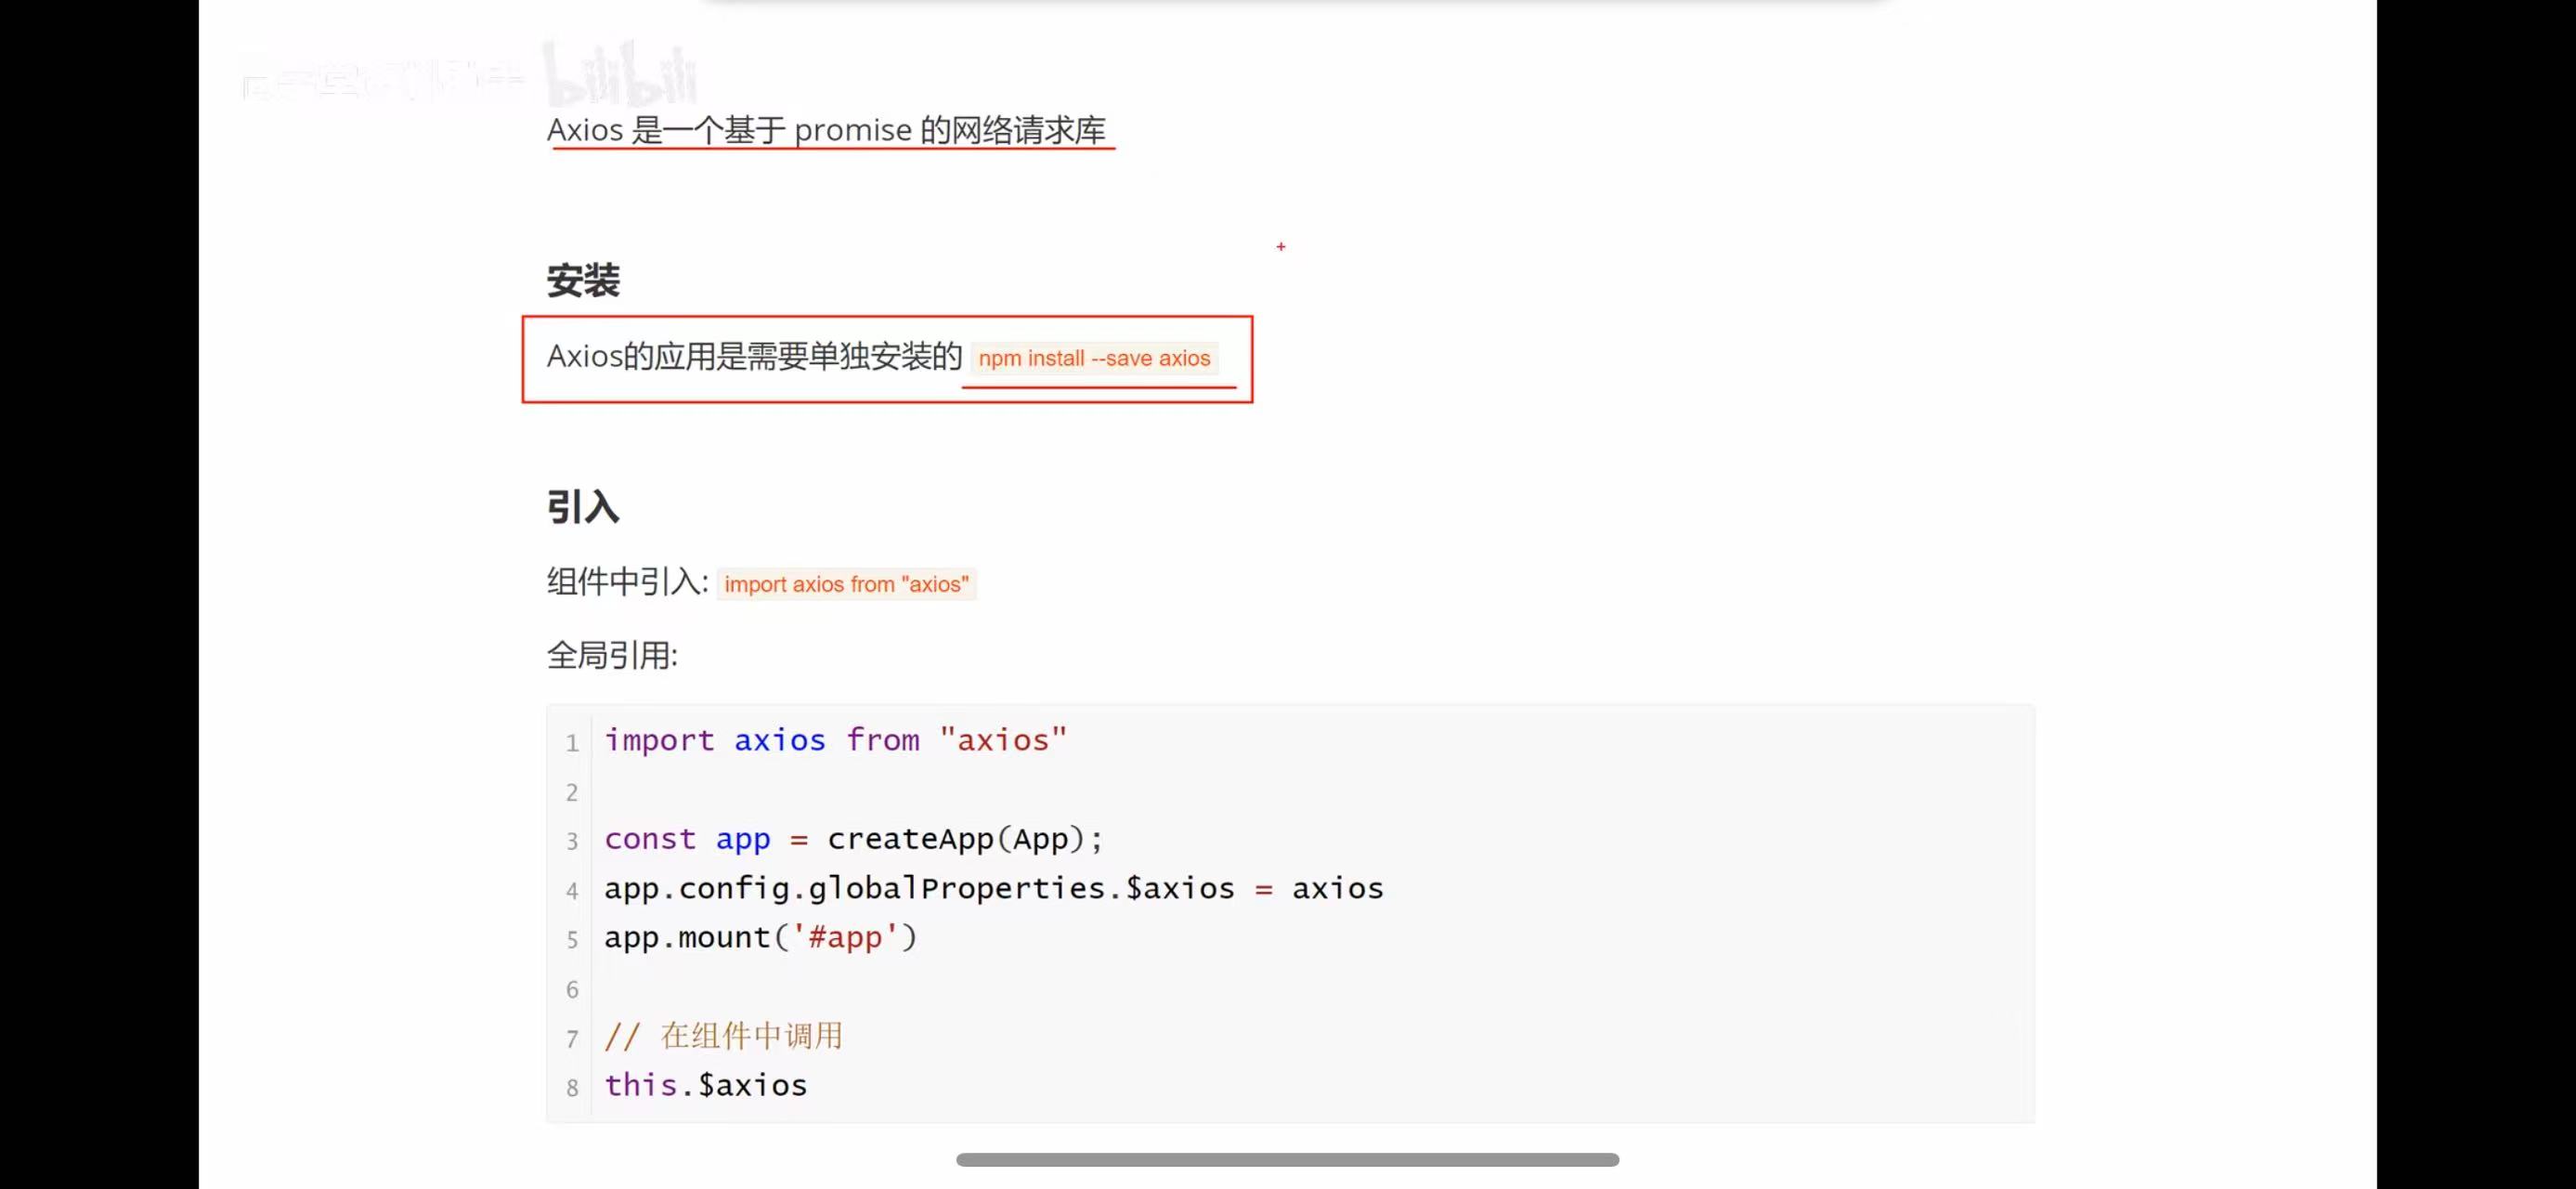 bilibili
Axios 是一个基于 promise 的网络请求库
安装
Axios的应用是需要单独安装的 npm install --save axios
引入
组件中引入: import axios from "axios"
全局引用:
1 import axios from "axios"
2
3 const app = createApp(App);
4 app.config.globalProperties.$axios = axios
5 app.mount('#app')
6
7 // 在组件中调用
8 this.$axios